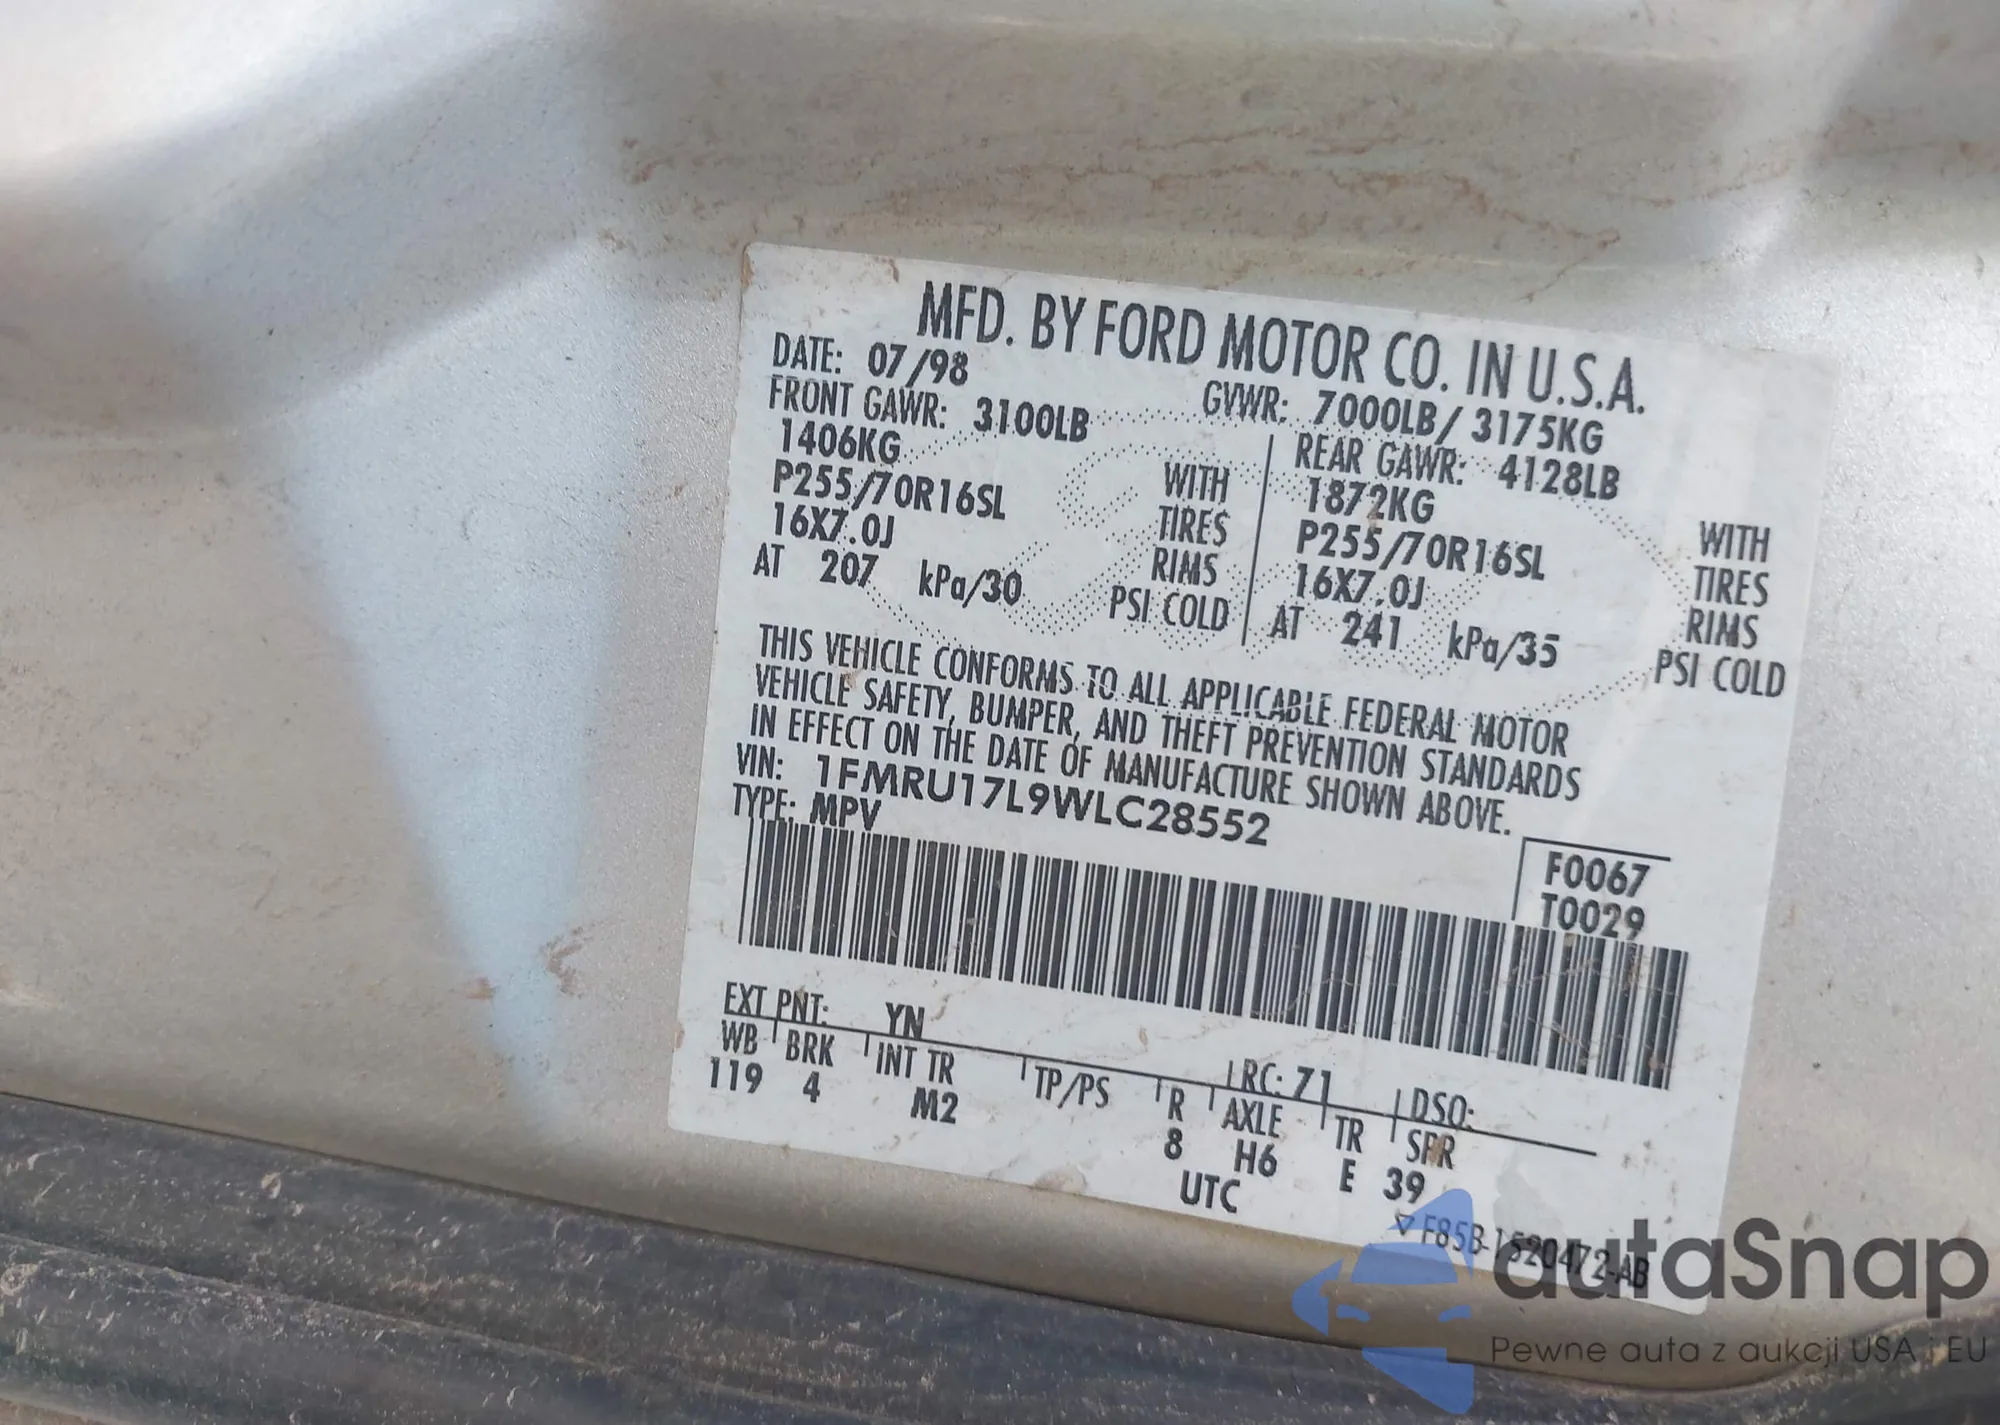 MFD. BY FORD MOTOR CO. IN U.S.A.
DATE: 07/98 GVWR: 7000LB/ 3175KG
FRONT GAWR: 3100LB REAR GAWR: 4128LB
1406KG WITH 1872KG WITH
P255/70R16SL TIRES P255/70R16SL TIRES
16X7.0J RIMS 16X7.0J RIMS
AT 207 kPa/30 PSI COLD AT 241 kPa/35 PSI COLD
THIS VEHICLE CONFORMS TO ALL APPLICABLE FEDERAL MOTOR
VEHICLE SAFETY, BUMPER, AND THEFT PREVENTION STANDARDS
IN EFFECT ON THE DATE OF MANUFACTURE SHOWN ABOVE.
VIN: 1FMRU17L9WLC28552
TYPE: MPV
F0067
T0029
EXT PNT: YN RC: 71 DSO:
WB BRK INT TR TP/PS R AXLE TR SPR
119 4 M2 8 H6 E 39
UTC
▽ F85B-1520472-AB
autaSnap
Pewne auta z aukcji USA i EU